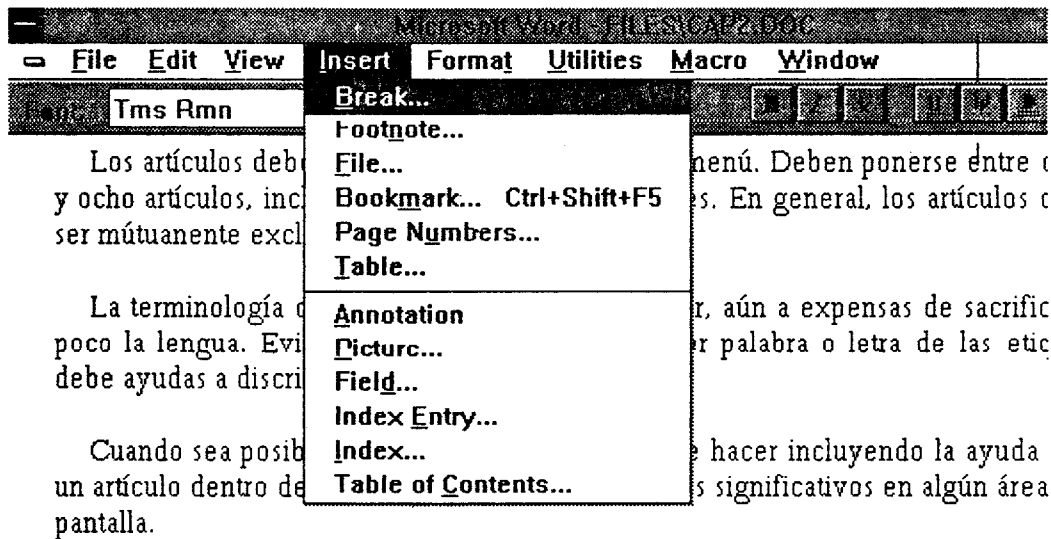 Microsoft Word - FILES\CAP2.DOC
File Edit View Insert Format Utilities Macro Window
Font: Tms Rmn
Break...
Footnote...
File...
Bookmark... Ctrl+Shift+F5
Page Numbers...
Table...
Annotation
Picture...
Field...
Index Entry...
Index...
Table of Contents...
Los artículos deb menú. Deben ponerse entre
y ocho artículos, inc s. En general, los artículos
ser mútuanente excl
La terminología r, aún a expensas de sacrific
poco la lengua. Evi er palabra o letra de las etiq
debe ayudas a discri
Cuando sea posib e hacer incluyendo la ayuda
un artículo dentro de s significativos en algún área
pantalla.